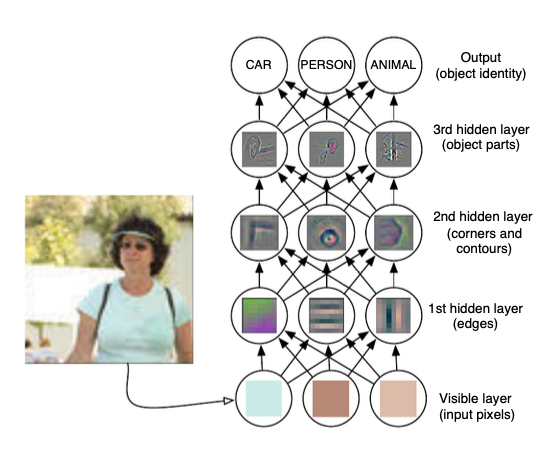 CAR
PERSON
ANIMAL
Output
(object identity)
3rd hidden layer
(object parts)
2nd hidden layer
(corners and
contours)
1st hidden layer
(edges)
Visible layer
(input pixels)